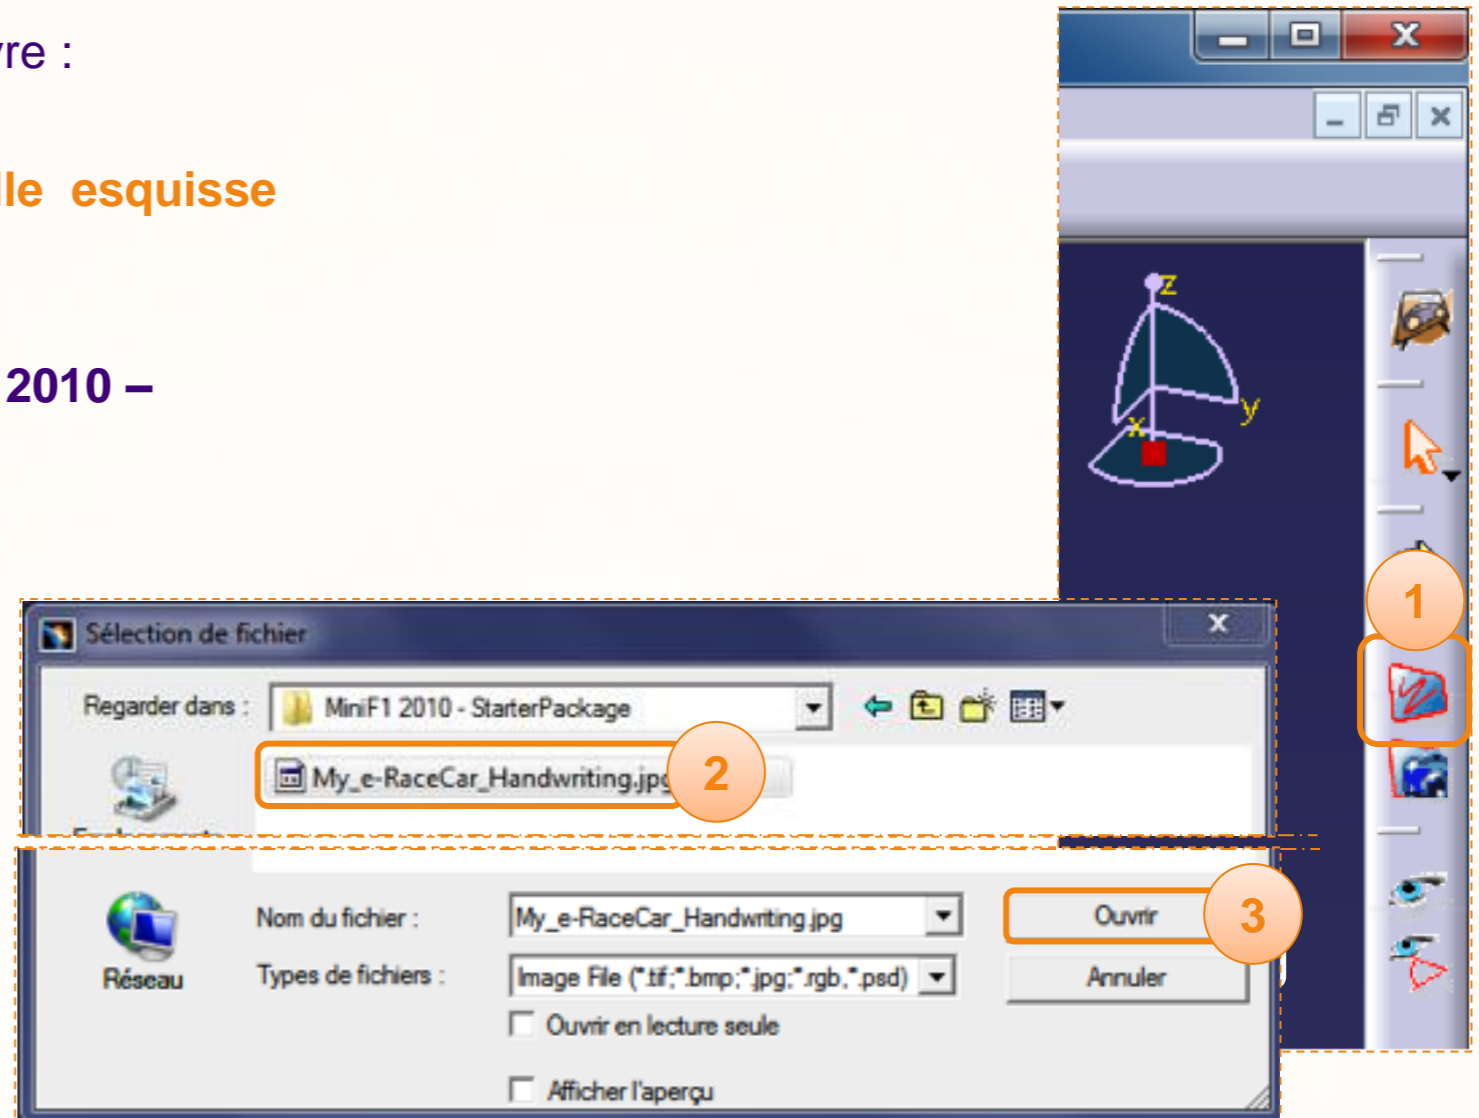 vre :
lle esquisse
2010 –
z
y
x
1
Sélection de fichier
Regarder dans :
MiniF1 2010 - StarterPackage
My_e-RaceCar_Handwriting.jpg
2
Nom du fichier :
My_e-RaceCar_Handwriting.jpg
Ouvrir
3
Réseau
Types de fichiers :
Image File (*.tif;*.bmp;*.jpg;*.rgb,*.psd)
Annuler
Ouvrir en lecture seule
Afficher l'aperçu